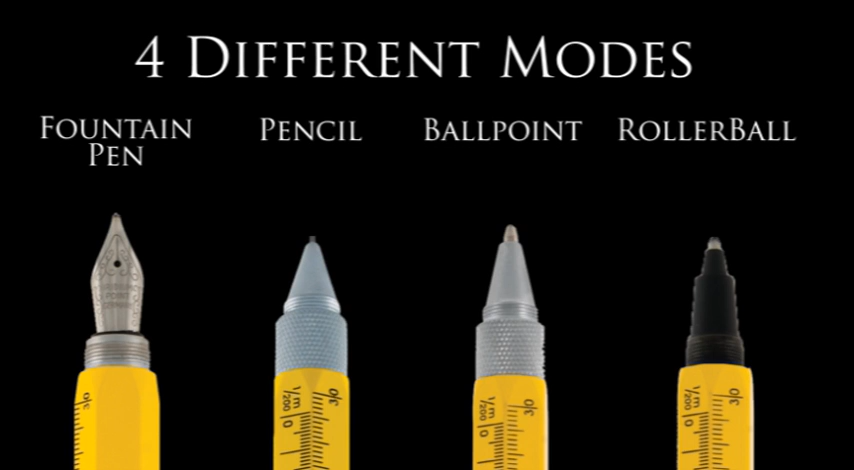 4 Different Modes
Fountain
Pen
Pencil
Ballpoint
RollerBall